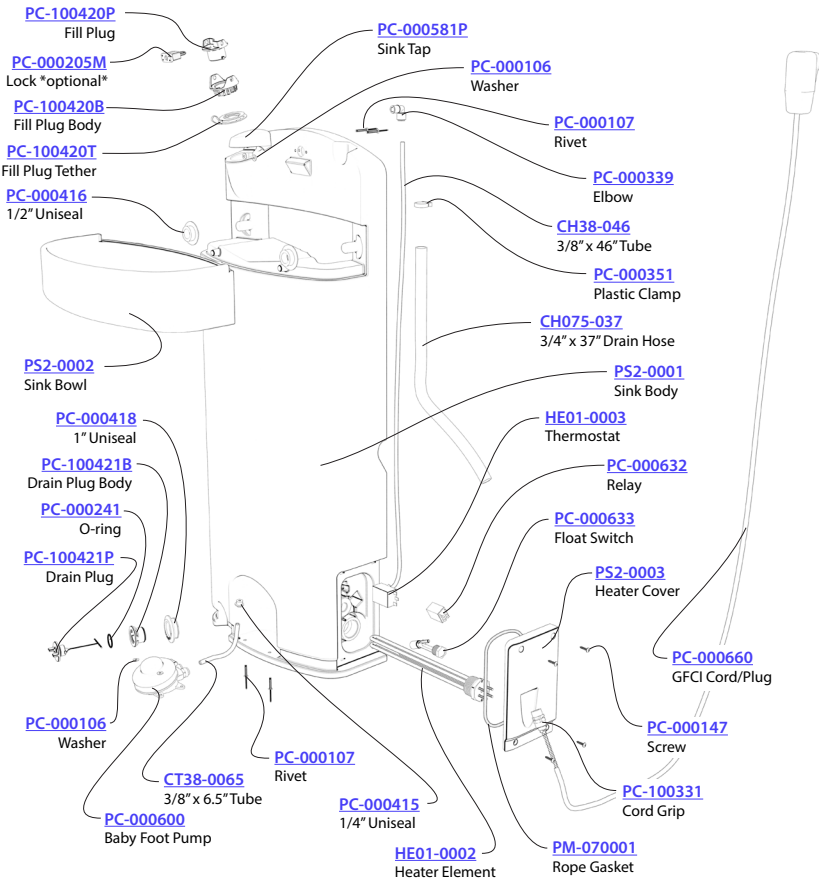 PC-100420P
Fill Plug
PC-000205M
Lock *optional*
PC-100420B
Fill Plug Body
PC-100420T
Fill Plug Tether
PC-000416
1/2” Uniseal
PC-000581P
Sink Tap
PC-000106
Washer
PC-000107
Rivet
PC-000339
Elbow
CH38-046
3/8” x 46” Tube
PC-000351
Plastic Clamp
CH075-037
3/4” x 37” Drain Hose
PS2-0001
Sink Body
PS2-0002
Sink Bowl
PC-000418
1” Uniseal
PC-100421B
Drain Plug Body
PC-000241
O-ring
PC-100421P
Drain Plug
HE01-0003
Thermostat
PC-000632
Relay
PC-000633
Float Switch
PS2-0003
Heater Cover
PC-000660
GFCI Cord/Plug
PC-000147
Screw
PC-100331
Cord Grip
PC-000106
Washer
PC-000107
Rivet
CT38-0065
3/8” x 6.5” Tube
PC-000600
Baby Foot Pump
PC-000415
1/4” Uniseal
HE01-0002
Heater Element
PM-070001
Rope Gasket